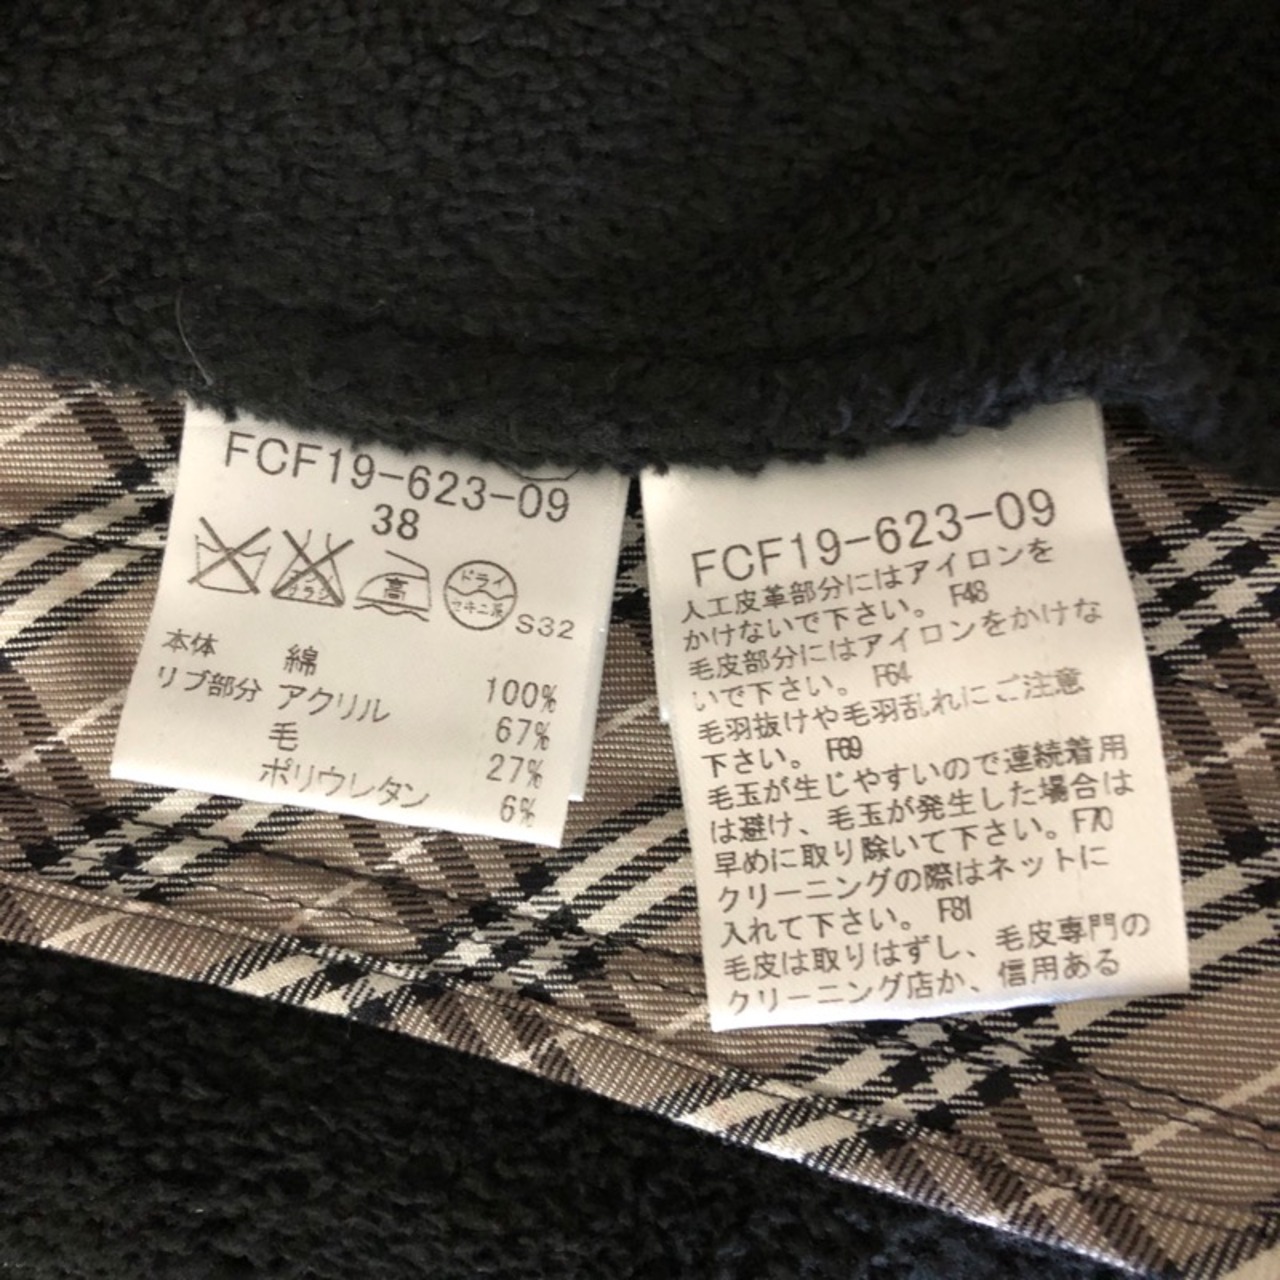 FCF19-623-09
38
高
ドライ
セキユ系
S32
本体 綿 100%
リブ部分 アクリル 67%
毛 27%
ポリウレタン 6%
FCF19-623-09
人工皮革部分にはアイロンを
かけないで下さい。 F48
毛皮部分にはアイロンをかけな
いで下さい。 F64
毛羽抜けや毛羽乱れにご注意
下さい。 F69
毛玉が生じやすいので連続着用
は避け、毛玉が発生した場合は
早めに取り除いて下さい。F70
クリーニングの際はネットに
入れて下さい。 F81
毛皮は取りはずし、毛皮専門の
クリーニング店か、信用ある